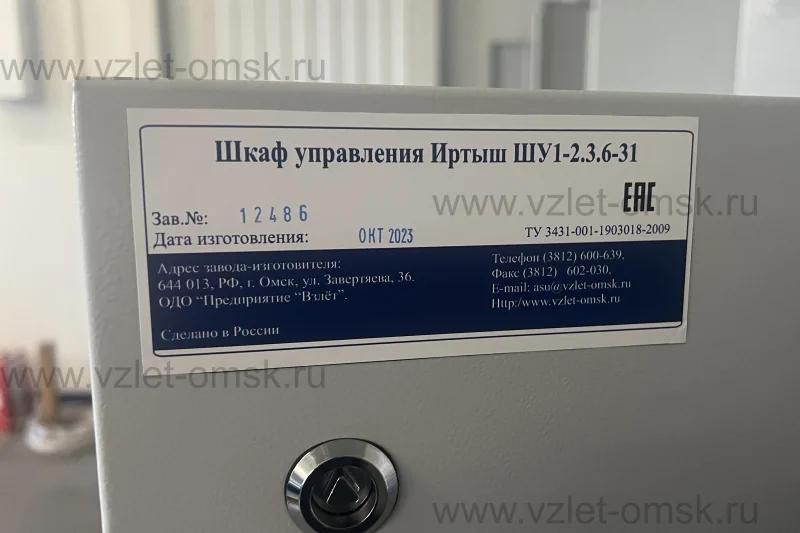 www.vzlet-omsk.ru
Шкаф управления Иртыш ШУ1-2.3.6-31
www.vzlet-omsk.ru
EAC
Зав.№: 12486
ТУ 3431-001-1903018-2009
Дата изготовления: ОКТ 2023
Адрес завода-изготовителя:
644 013, РФ, г. Омск, ул. Завертяева, 36.
ОДО “Предприятие “Взлёт”.
Сделано в России
Телефон (3812) 600-639,
Факс (3812) 602-030,
E-mail: asu@vzlet-omsk.ru
Http:/www.vzlet-omsk.ru
www.vzlet-omsk.ru
www.vzlet-omsk.ru